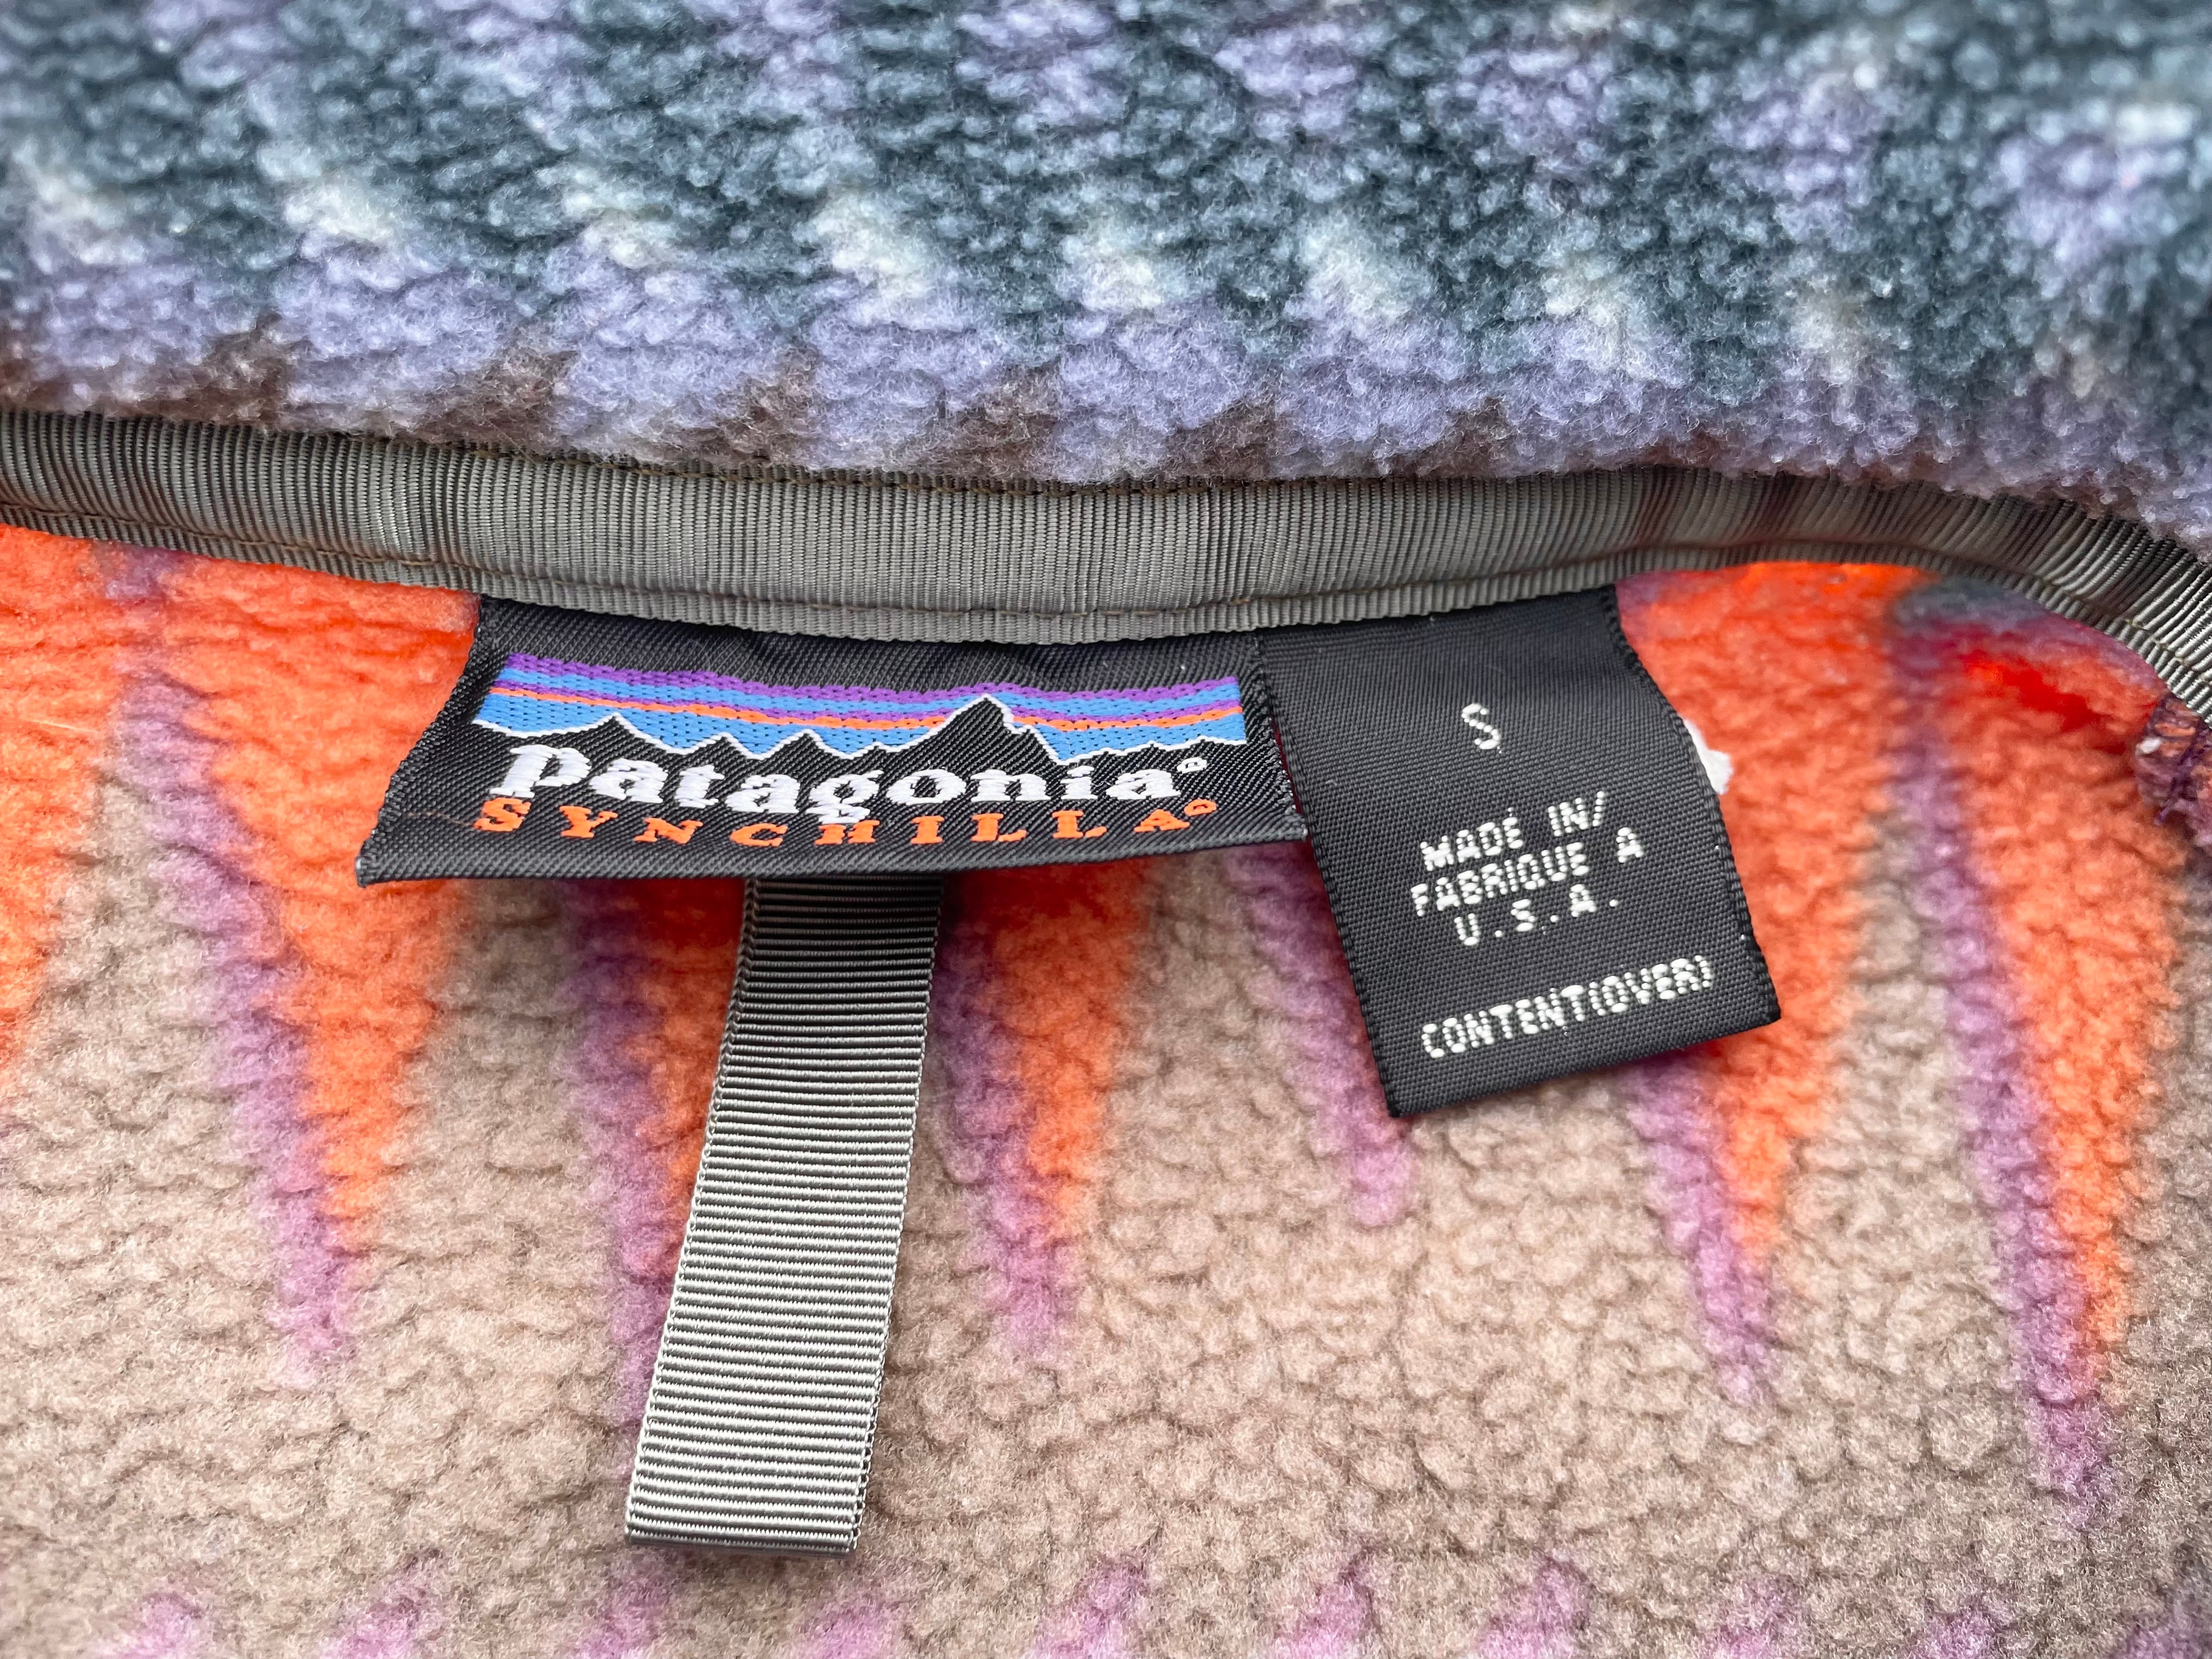 patagonia®
SYNCHILLA®
S
MADE IN/
FABRIQUE A
U.S.A.
CONTENT(OVER)